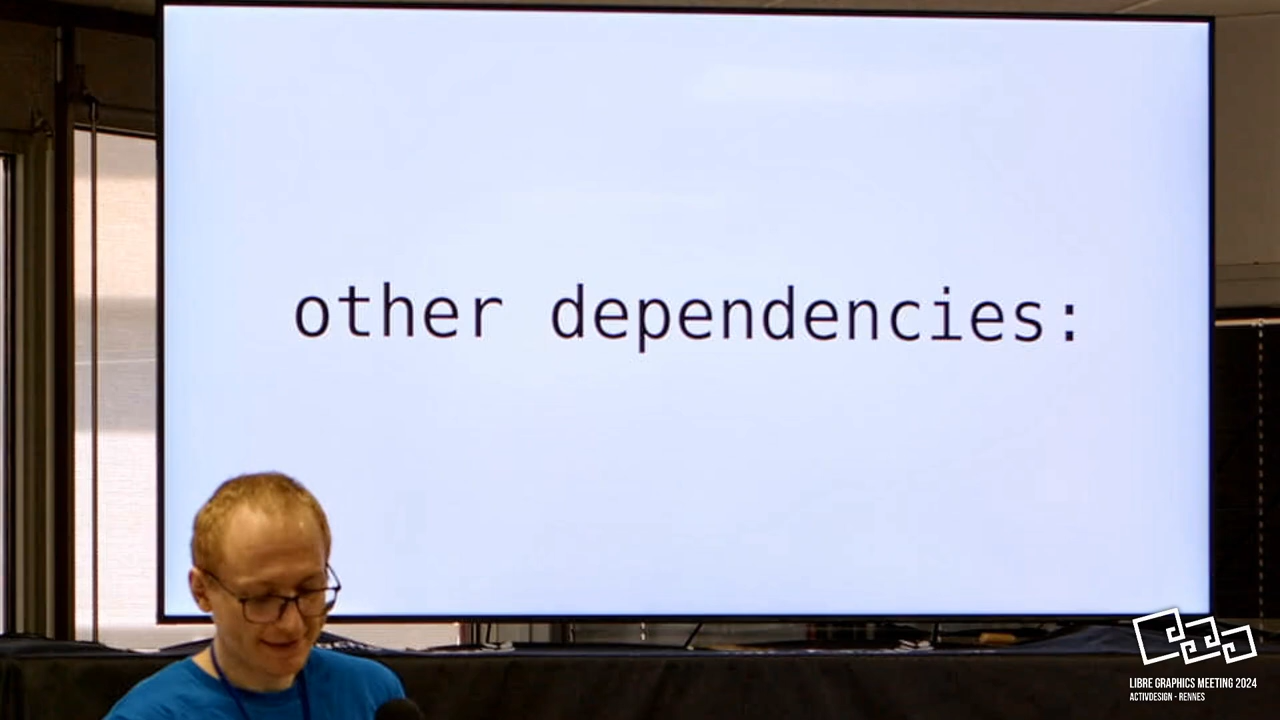 other dependencies:
LIBRE GRAPHICS MEETING 2024
ACTIVDESIGN - RENNES